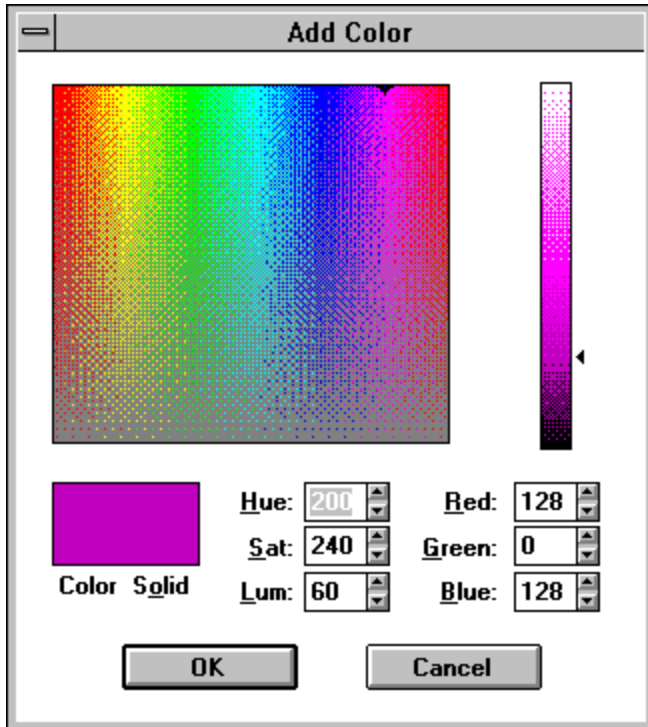 Add Color
Hue: 200 Red: 128
Sat: 240 Green: 0
Color Solid Lum: 60 Blue: 128
OK Cancel